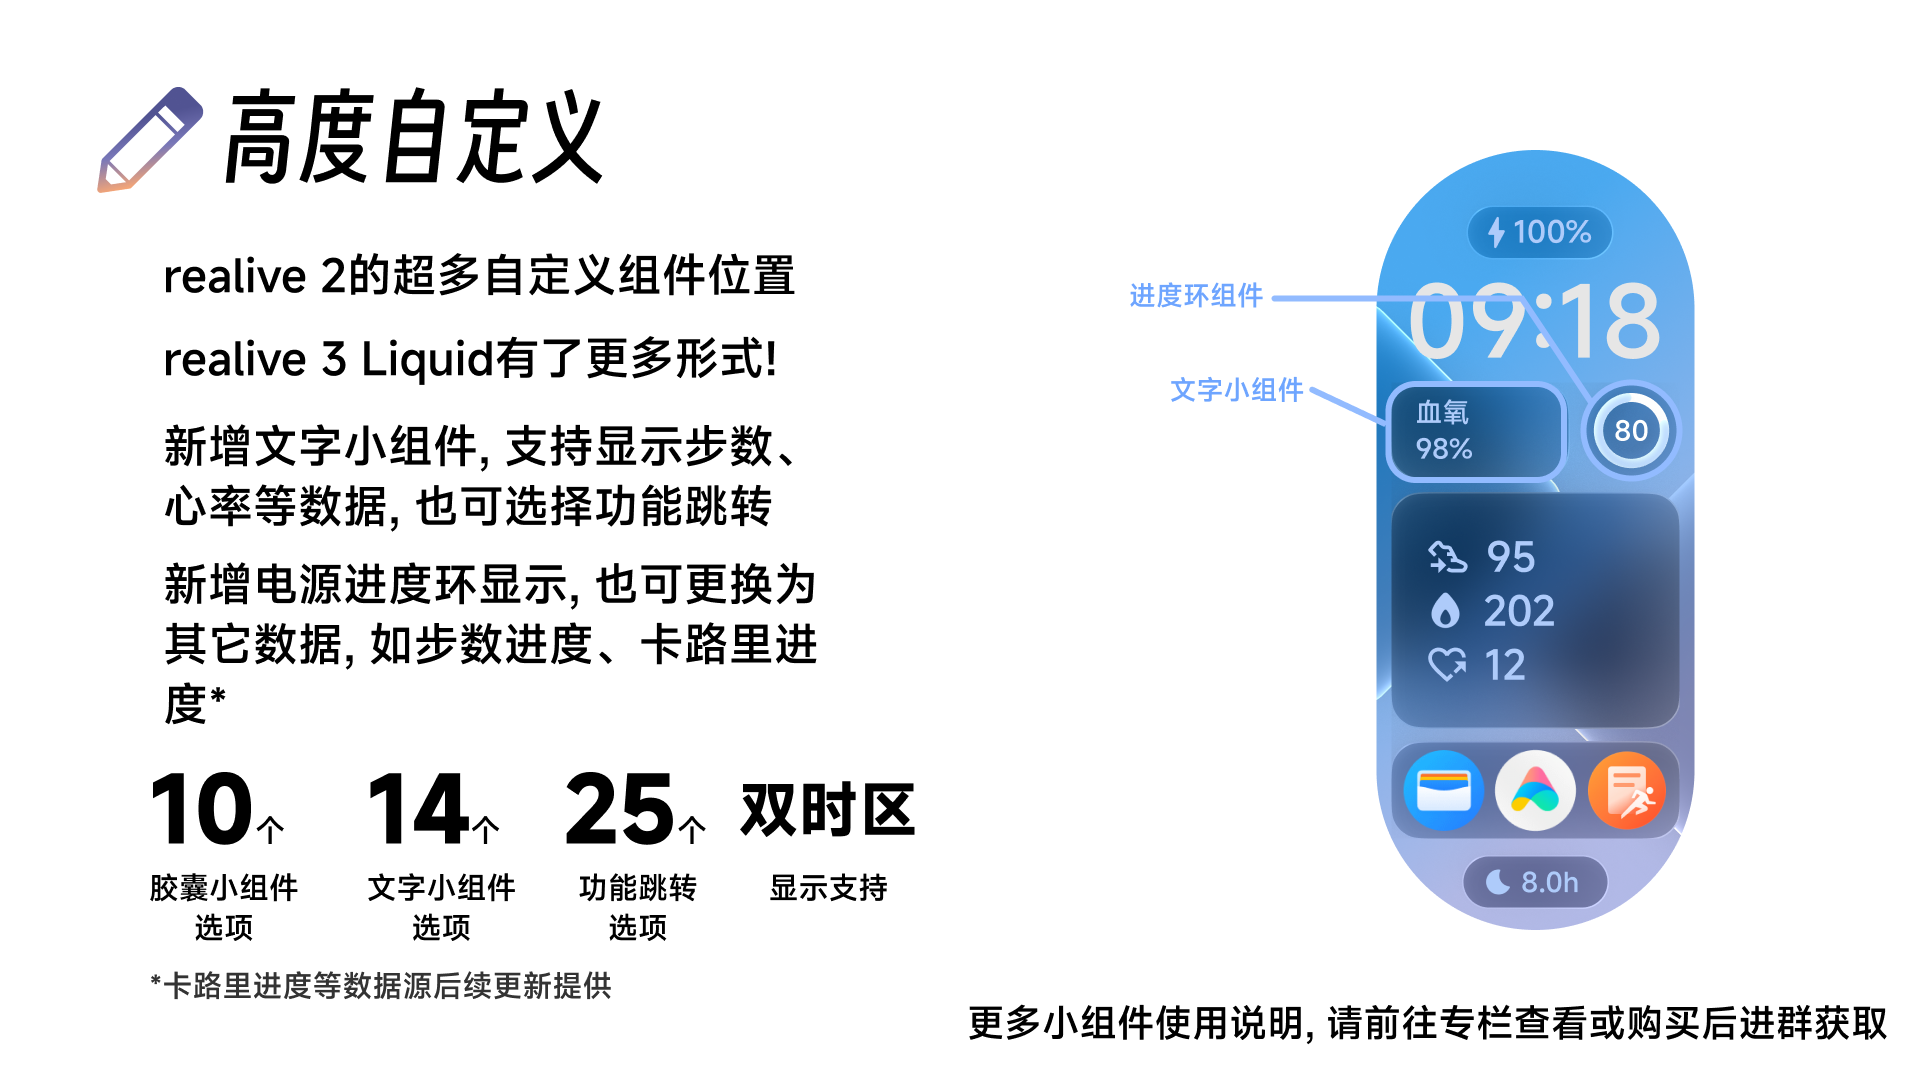 高度自定义
realive 2的超多自定义组件位置
realive 3 Liquid有了更多形式!
新增文字小组件, 支持显示步数、
心率等数据, 也可选择功能跳转
新增电源进度环显示, 也可更换为
其它数据, 如步数进度、卡路里进
度*
10个
胶囊小组件
选项
14个
文字小组件
选项
25个
功能跳转
选项
双时区
显示支持
*卡路里进度等数据源后续更新提供
进度环组件
文字小组件
100%
09:18
血氧
98%
80
95
202
12
8.0h
更多小组件使用说明, 请前往专栏查看或购买后进群获取